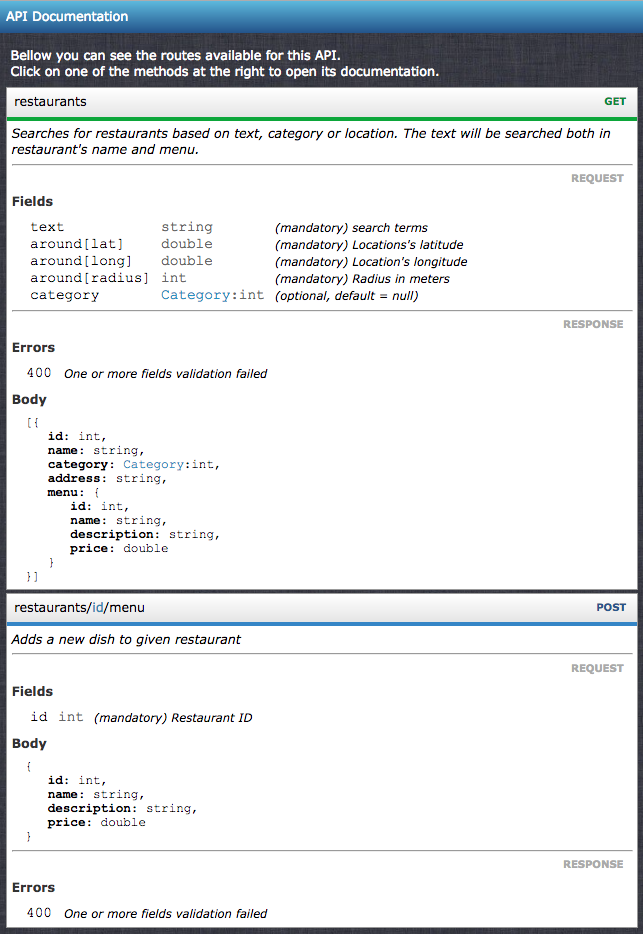 API Documentation
Bellow you can see the routes available for this API.
Click on one of the methods at the right to open its documentation.
restaurants GET
Searches for restaurants based on text, category or location. The text will be searched both in
restaurant's name and menu.
REQUEST
Fields
text string (mandatory) search terms
around[lat] double (mandatory) Locations's latitude
around[long] double (mandatory) Location's longitude
around[radius] int (mandatory) Radius in meters
category Category:int (optional, default = null)
RESPONSE
Errors
400 One or more fields validation failed
Body
[{
id: int,
name: string,
category: Category:int,
address: string,
menu: {
id: int,
name: string,
description: string,
price: double
}
}]
restaurants/id/menu POST
Adds a new dish to given restaurant
REQUEST
Fields
id int (mandatory) Restaurant ID
Body
{
id: int,
name: string,
description: string,
price: double
}
RESPONSE
Errors
400 One or more fields validation failed